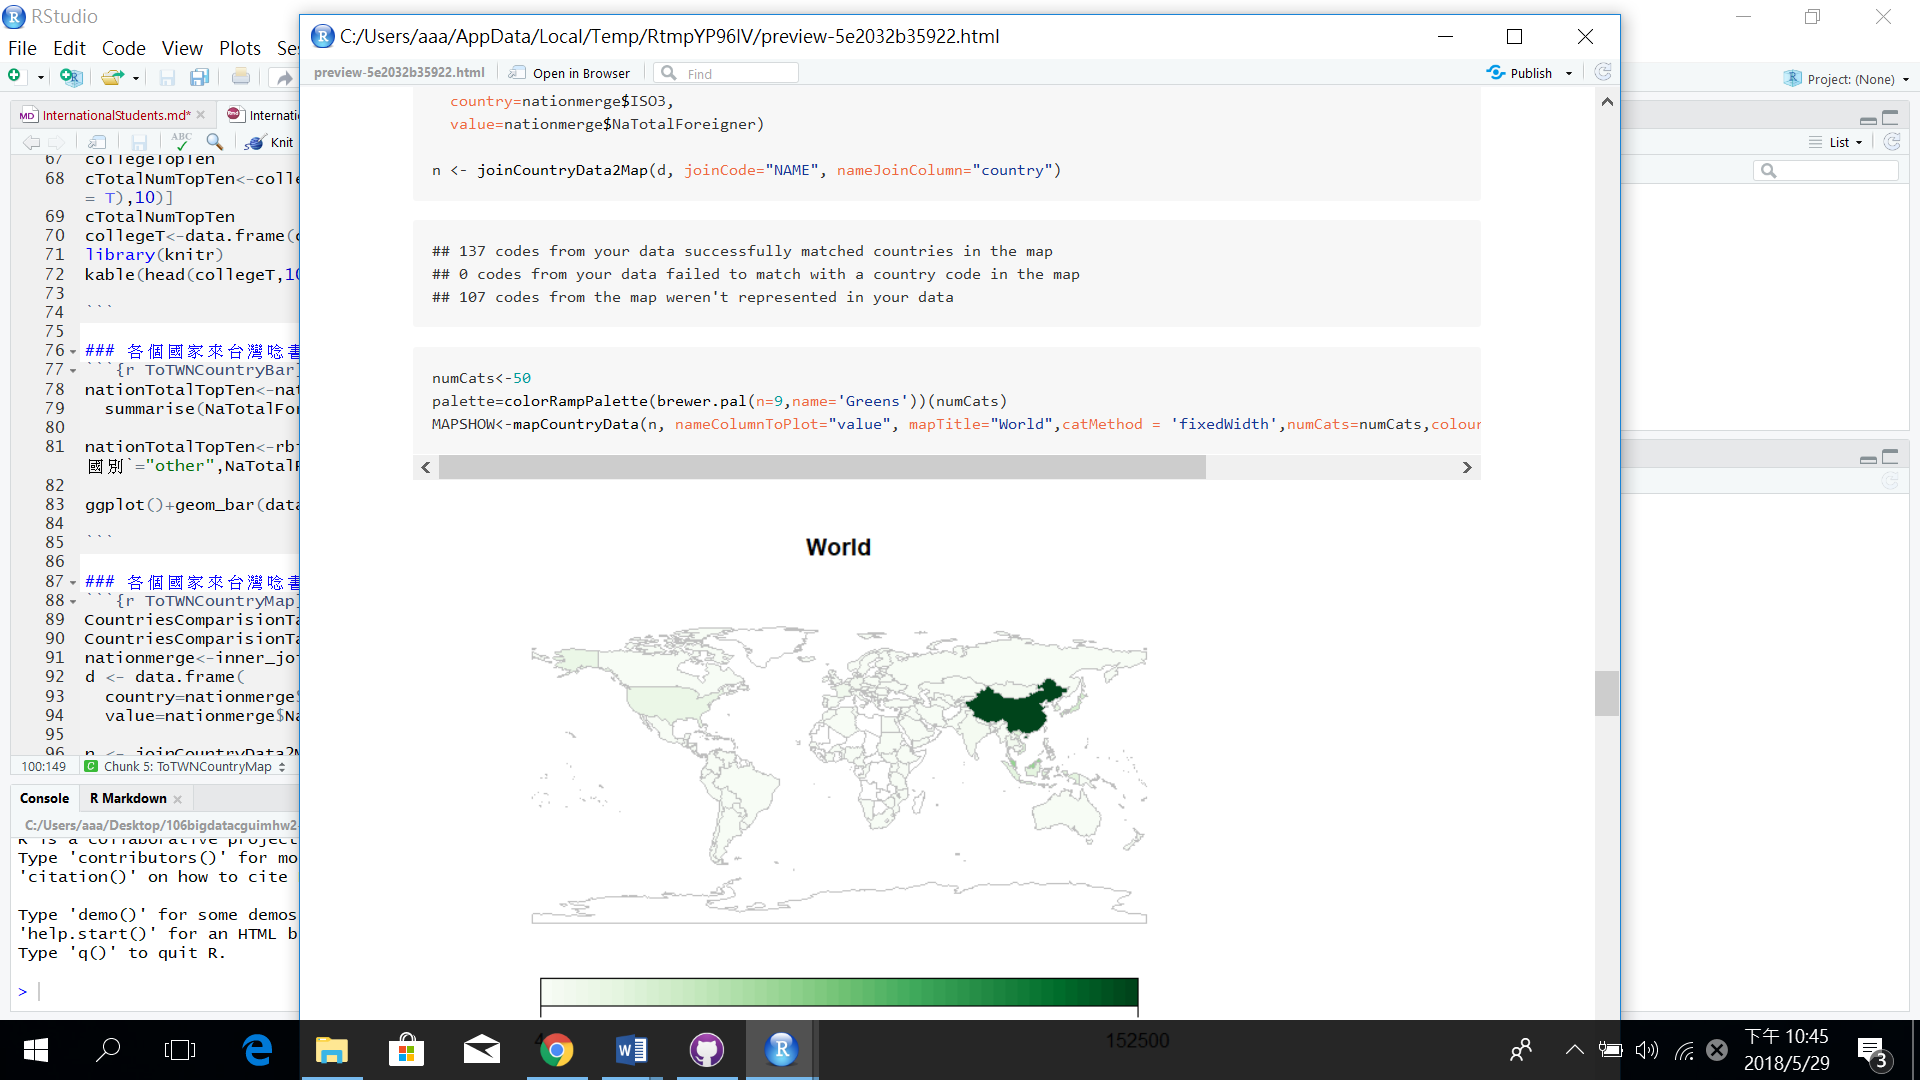 RStudio
File Edit Code View Plots Ses
Project: (None)
InternationalStudents.md*
Internati
ABC
Knit
67 collegeTopTen
68 cTotalNumTopTen<-colle
= T),10)]
69 cTotalNumTopTen
70 collegeT<-data.frame(c
71 library(knitr)
72 kable(head(collegeT,10
73
74 ```
75
76 ### 各個國家來台灣唸書
77 ```{r ToTWNCountryBar}
78 nationTotalTopTen<-nat
79 summarise(NaTotalFor
80
81 nationTotalTopTen<-rbi
國別`="other",NaTotalF
82
83 ggplot()+geom_bar(data
84
85 ```
86
87 ### 各個國家來台灣唸書
88 ```{r ToTWNCountryMap}
89 CountriesComparisionTa
90 CountriesComparisionTa
91 nationmerge<-inner_joi
92 d <- data.frame(
93 country=nationmerge$
94 value=nationmerge$Na
95
96 n <- joinCountryData2M
100:149 C Chunk 5: ToTWNCountryMap
Console R Markdown
C:/Users/aaa/Desktop/106bigdatacguimhw2-
R is a collaborative project
Type 'contributors()' for mo
'citation()' on how to cite
Type 'demo()' for some demos
'help.start()' for an HTML b
Type 'q()' to quit R.
>
C:/Users/aaa/AppData/Local/Temp/RtmpYP96lV/preview-5e2032b35922.html
preview-5e2032b35922.html Open in Browser Find Publish
country=nationmerge$ISO3,
value=nationmerge$NaTotalForeigner)
n <- joinCountryData2Map(d, joinCode="NAME", nameJoinColumn="country")
## 137 codes from your data successfully matched countries in the map
## 0 codes from your data failed to match with a country code in the map
## 107 codes from the map weren't represented in your data
numCats<-50
palette=colorRampPalette(brewer.pal(n=9,name='Greens'))(numCats)
MAPSHOW<-mapCountryData(n, nameColumnToPlot="value", mapTitle="World",catMethod = 'fixedWidth',numCats=numCats,colour
World
152500
List
下午 10:45
2018/5/29
3